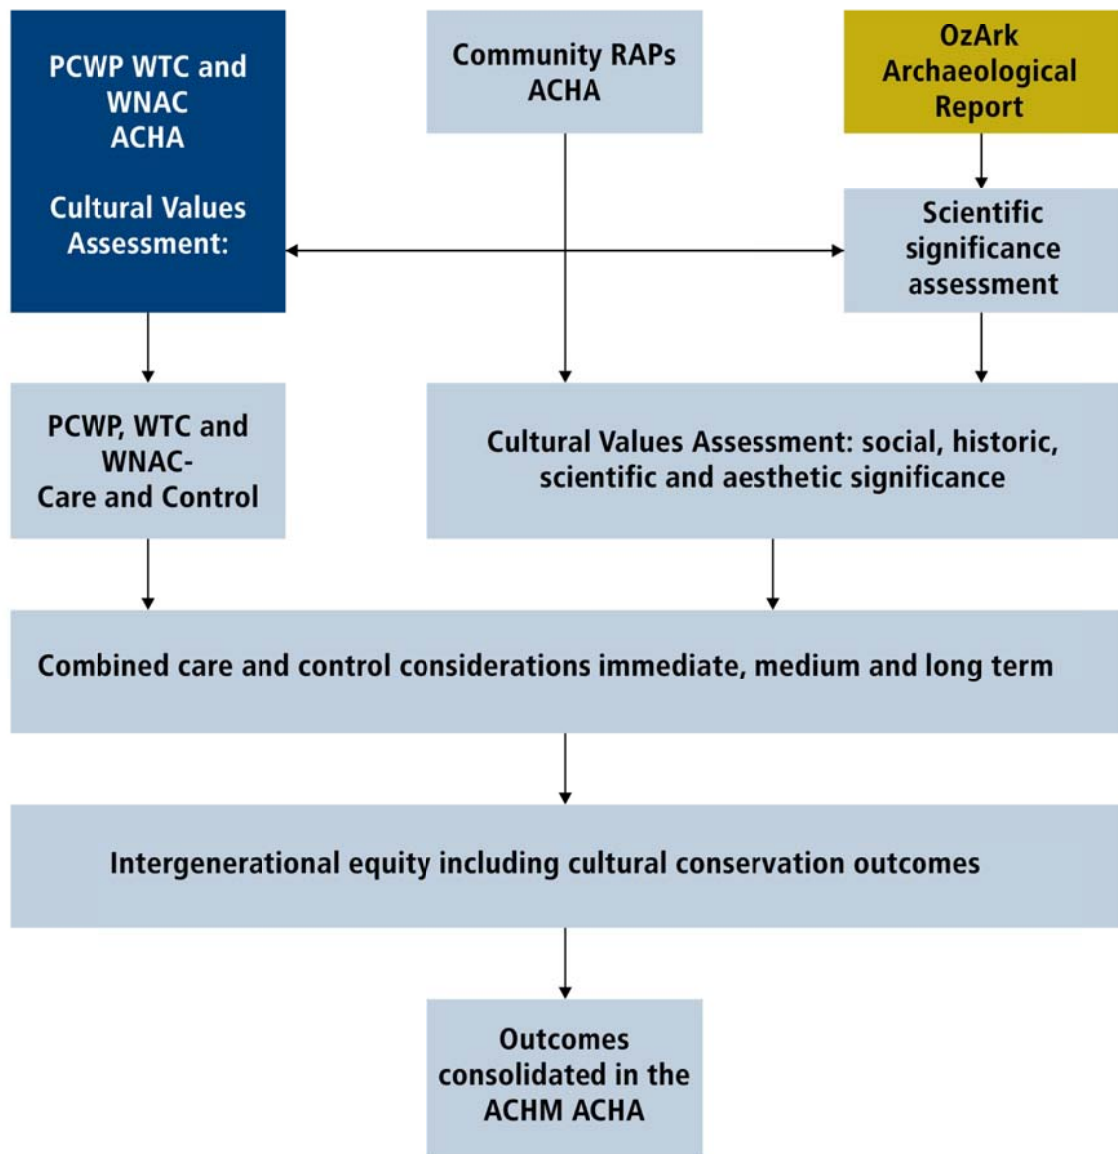 PCWP WTC and
WNAC
ACHA
Cultural Values
Assessment:
Community RAPs
ACHA
OzArk
Archaeological
Report
Scientific
significance
assessment
PCWP, WTC and
WNAC-
Care and Control
Cultural Values Assessment: social, historic,
scientific and aesthetic significance
Combined care and control considerations immediate, medium and long term
Intergenerational equity including cultural conservation outcomes
Outcomes
consolidated in the
ACHM ACHA